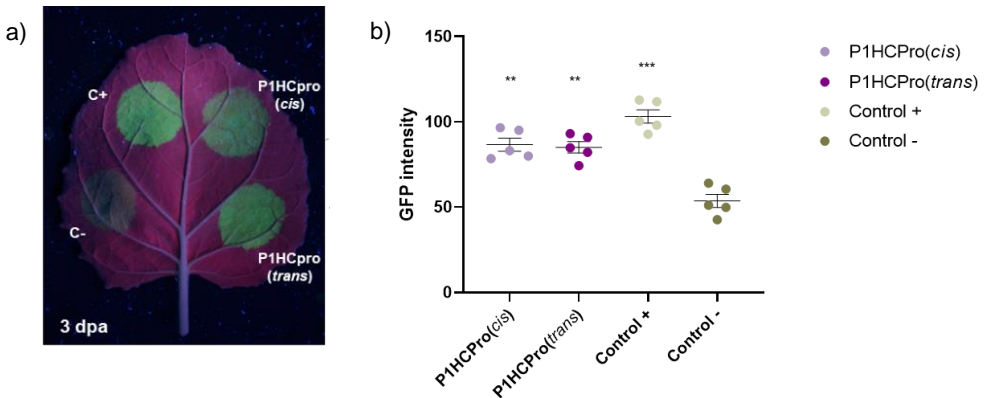 a)
C+
P1HCpro
(cis)
C-
P1HCpro
(trans)
3 dpa
b)
GFP intensity
150
100
50
0
**
**
***
P1HCPro(cis)
P1HCPro(trans)
Control +
Control -
P1HCPro(cis)
P1HCPro(trans)
Control +
Control -